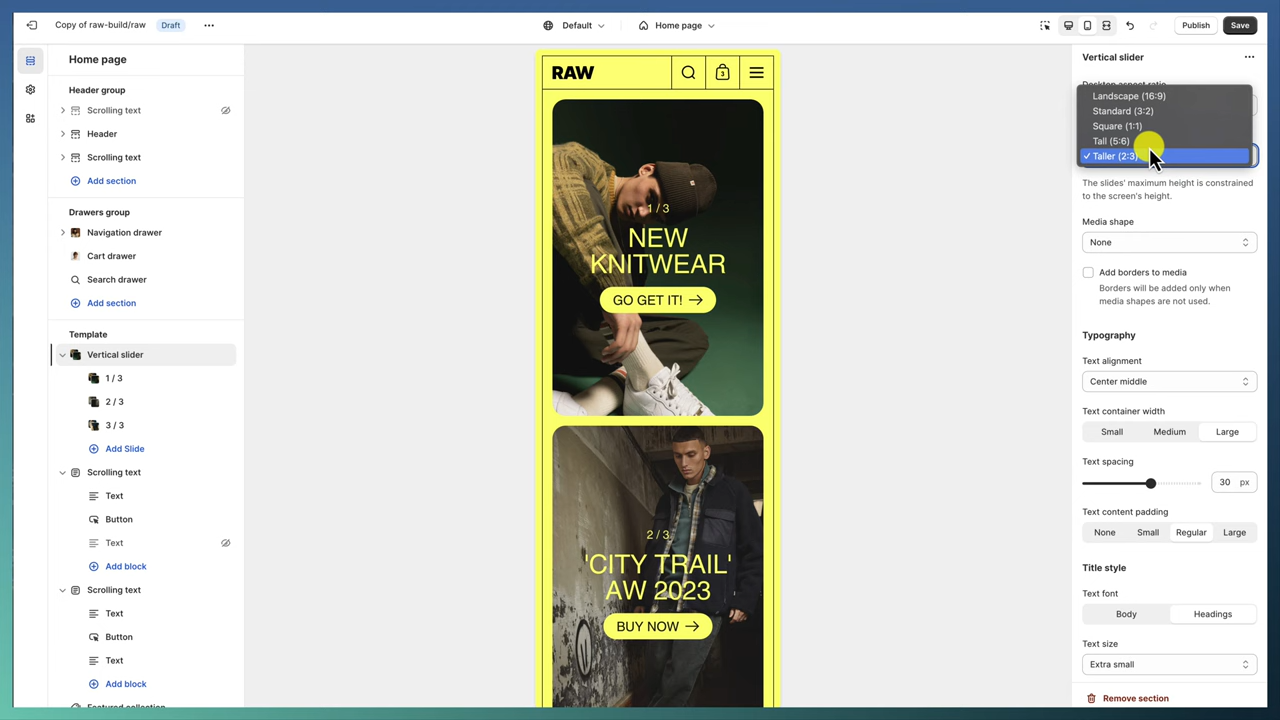 Copy of raw-build/raw
Draft
Default
Home page
Publish
Save
Home page
Header group
Scrolling text
Header
Scrolling text
Add section
Drawers group
Navigation drawer
Cart drawer
Search drawer
Add section
Template
Vertical slider
1 / 3
2 / 3
3 / 3
Add Slide
Scrolling text
Text
Button
Text
Add block
Scrolling text
Text
Button
Text
Add block
Featured collection
RAW
3
1 / 3
NEW
KNITWEAR
GO GET IT!
2 / 3
'CITY TRAIL'
AW 2023
BUY NOW
Vertical slider
Desktop aspect ratio
Landscape (16:9)
Standard (3:2)
Square (1:1)
Tall (5:6)
Taller (2:3)
The slides' maximum height is constrained
to the screen's height.
Media shape
None
Add borders to media
Borders will be added only when
media shapes are not used.
Typography
Text alignment
Center middle
Text container width
Small
Medium
Large
Text spacing
30 px
Text content padding
None
Small
Regular
Large
Title style
Text font
Body
Headings
Text size
Extra small
Remove section